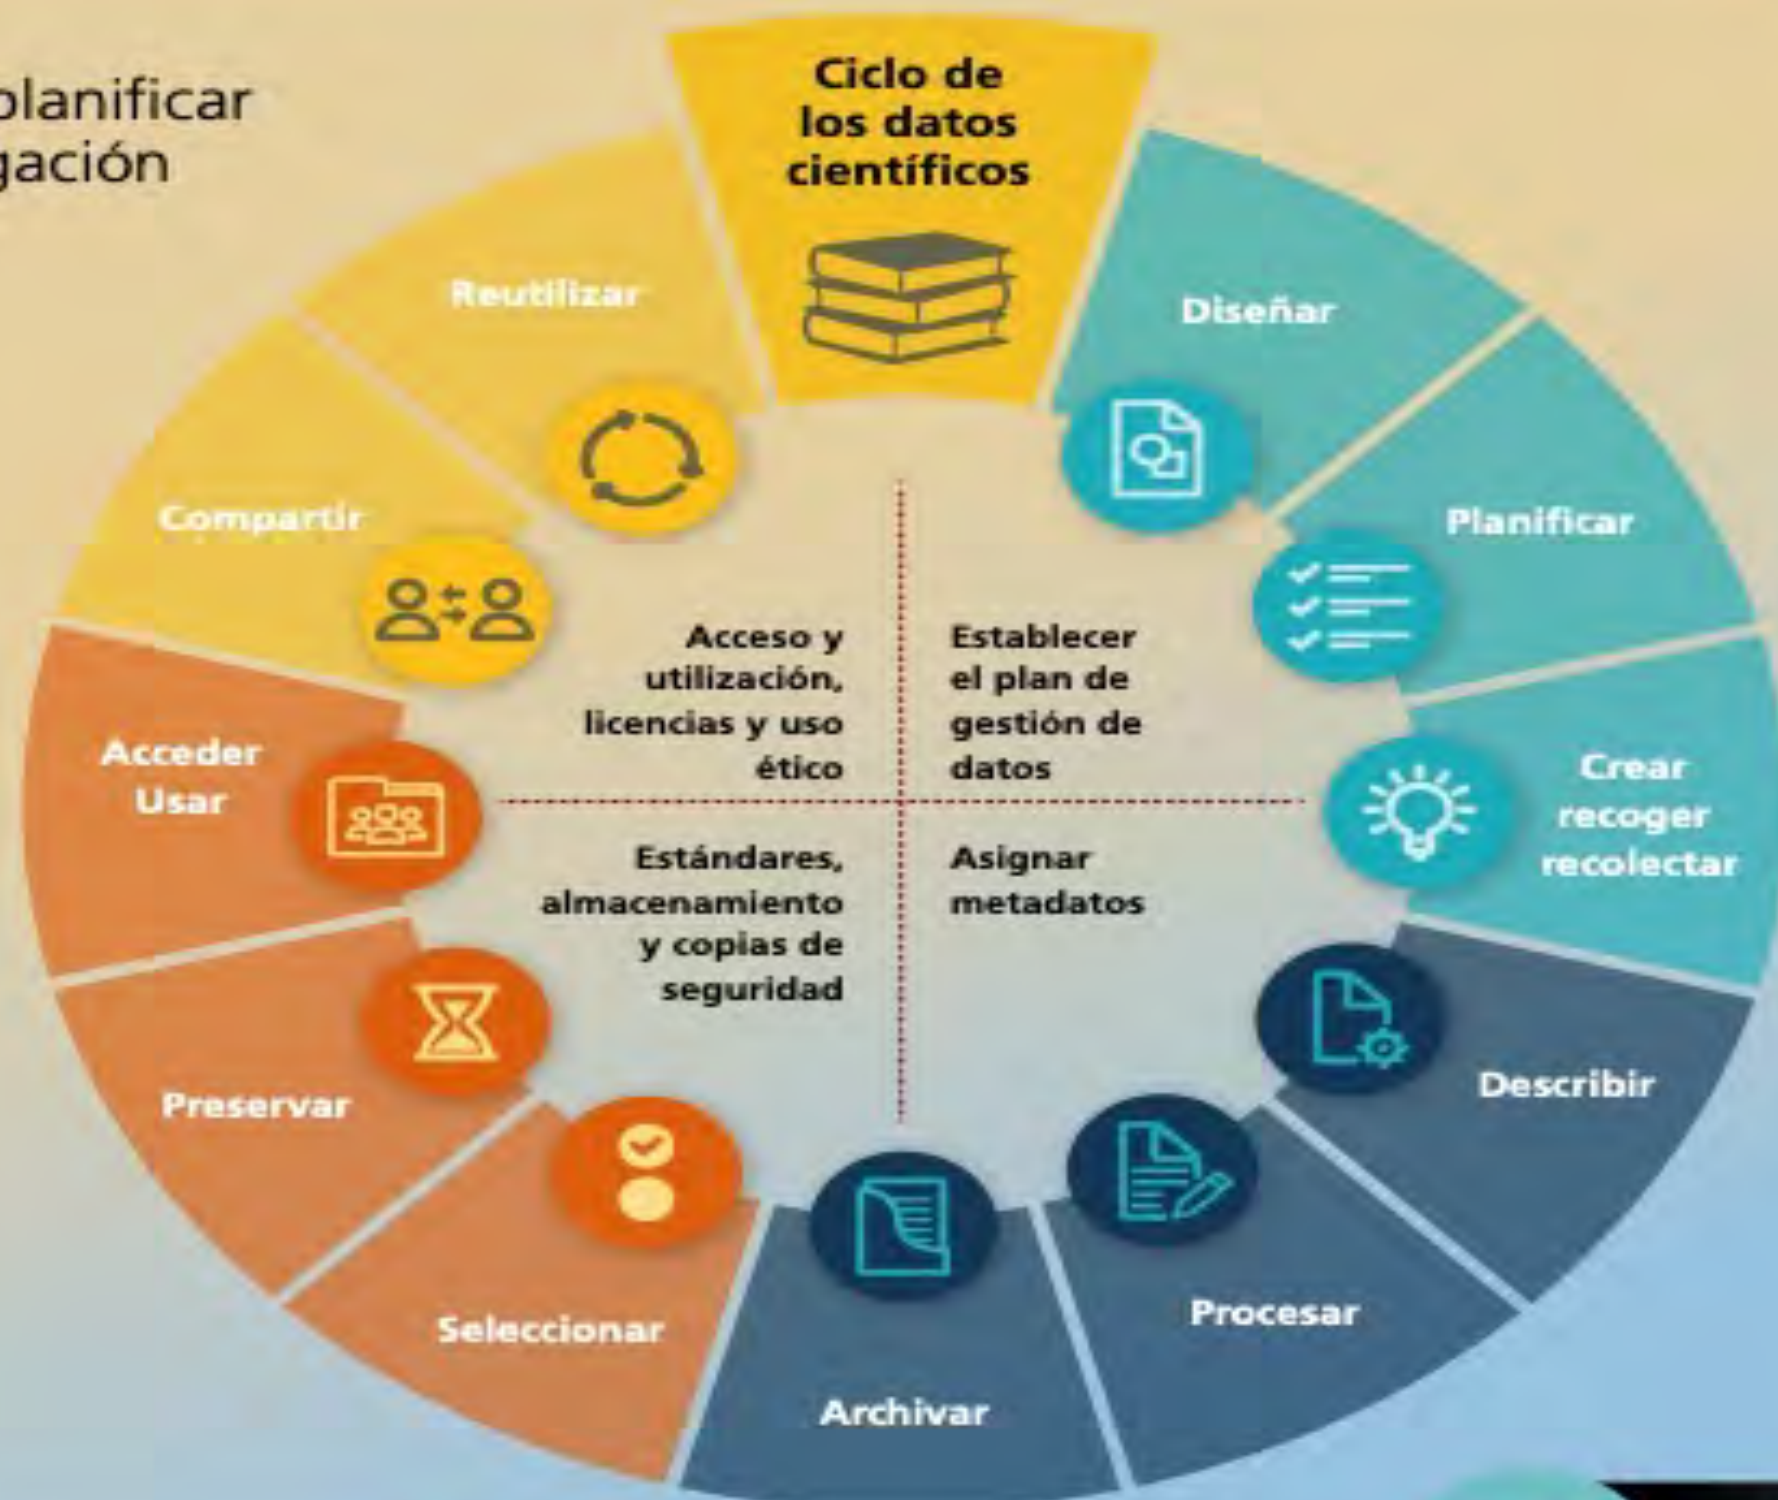 planificar
gación
Ciclo de
los datos
científicos
Diseñar
Planificar
Crear
recoger
recolectar
Describir
Procesar
Archivar
Seleccionar
Preservar
Acceder
Usar
Compartir
Reutilizar
Acceso y
utilización,
licencias y uso
ético
Establecer
el plan de
gestión de
datos
Estándares,
almacenamiento
y copias de
seguridad
Asignar
metadatos